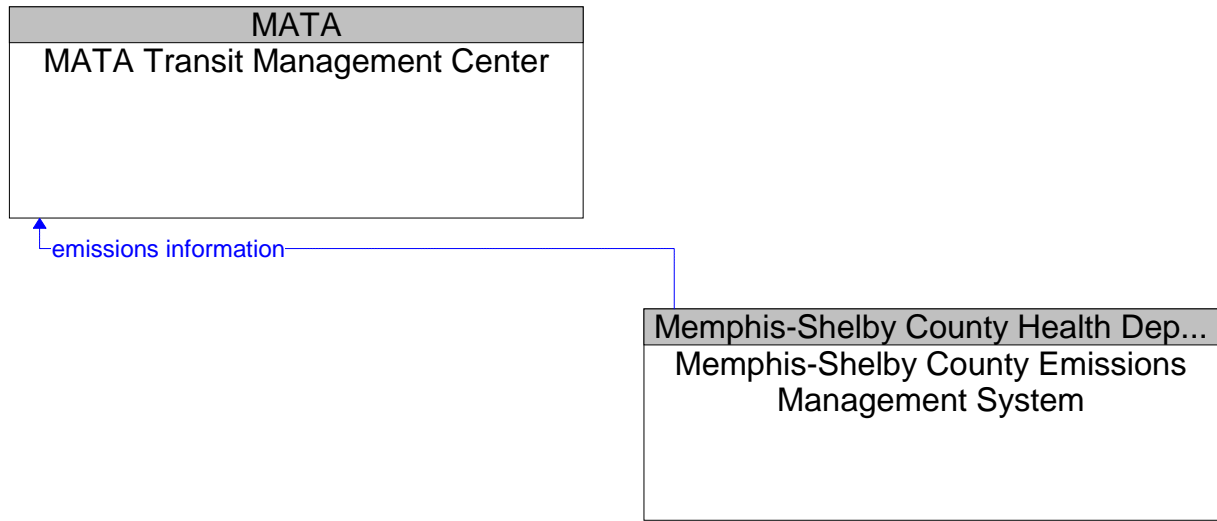 MATA
MATA Transit Management Center
emissions information
Memphis-Shelby County Health Dep...
Memphis-Shelby County Emissions
Management System